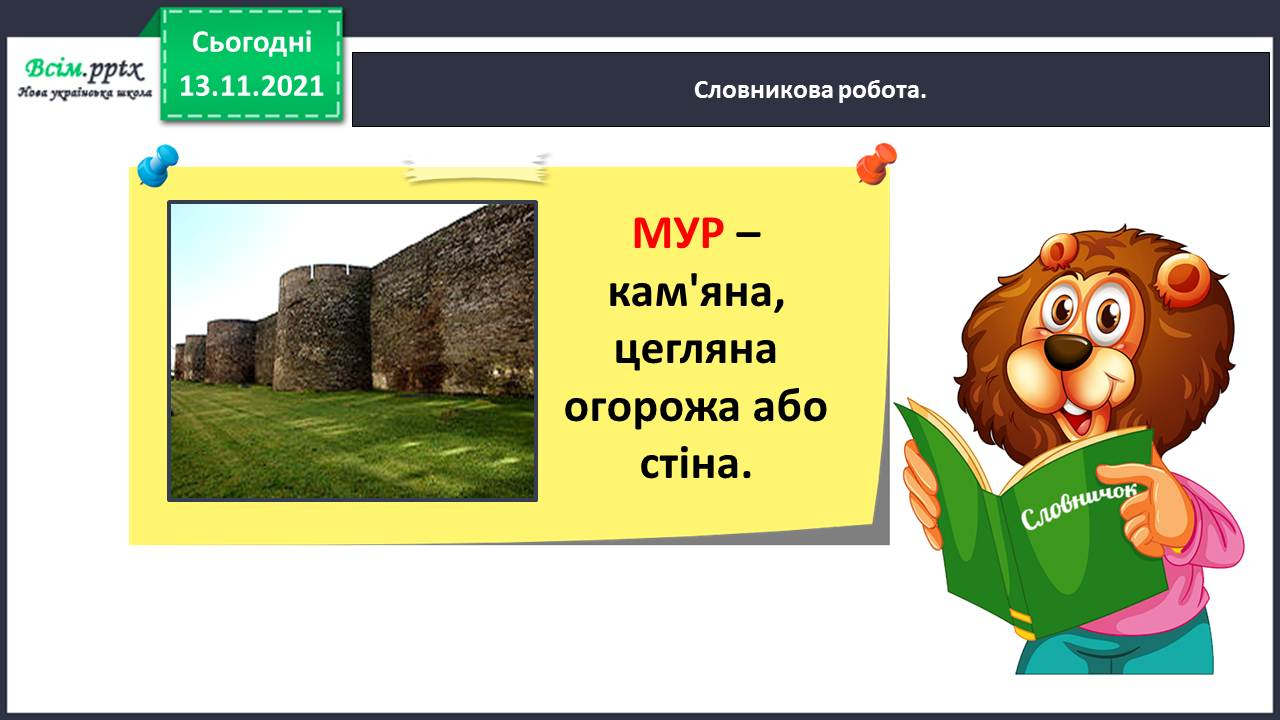 Всім.pptx
Нова українська школа
Сьогодні
13.11.2021
Словникова робота.
МУР –
кам'яна,
цегляна
огорожа або
стіна.
Словничок